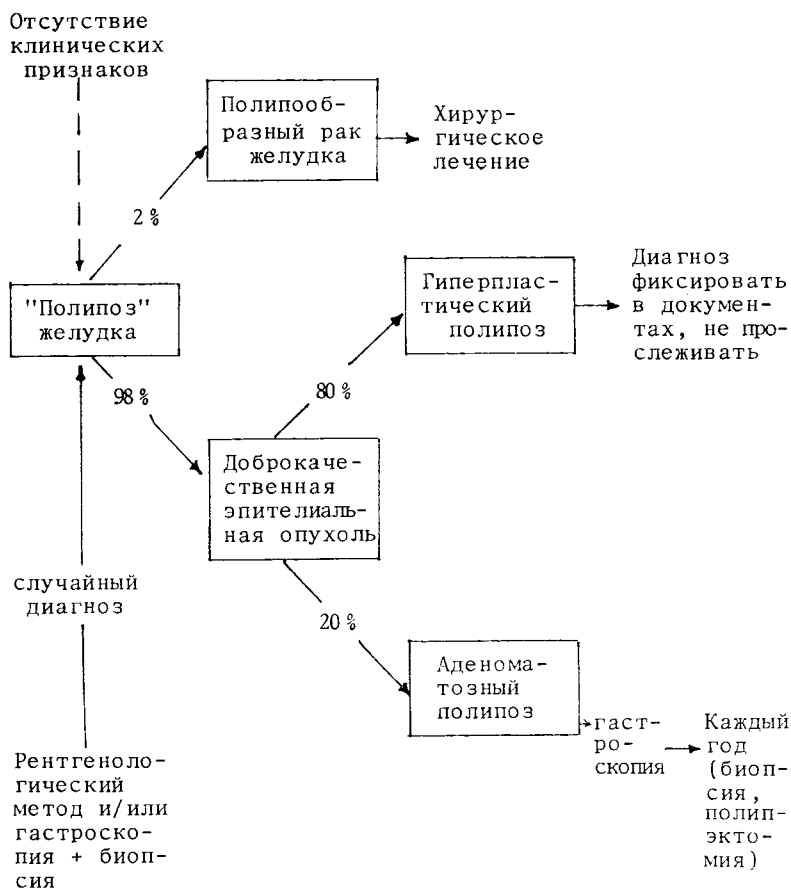 Отсутствие
клинических
признаков
Полипооб-
разный рак
желудка
Хирур-
гическое
лечение
2%
"Полипоз"
желудка
Гиперплас-
тический
полипоз
Диагноз
фиксировать
в докумен-
тах, не про-
слеживать
98%
80%
Доброкаче-
ственная
эпителиаль-
ная опухоль
случайный
диагноз
20%
Аденома-
тозный
полипоз
гаст-
ро-
скопия
Каждый
год
(биоп-
сия,
полип-
экто-
мия)
Рентгеноло-
гический
метод и/или
гастроско-
пия + биоп-
сия